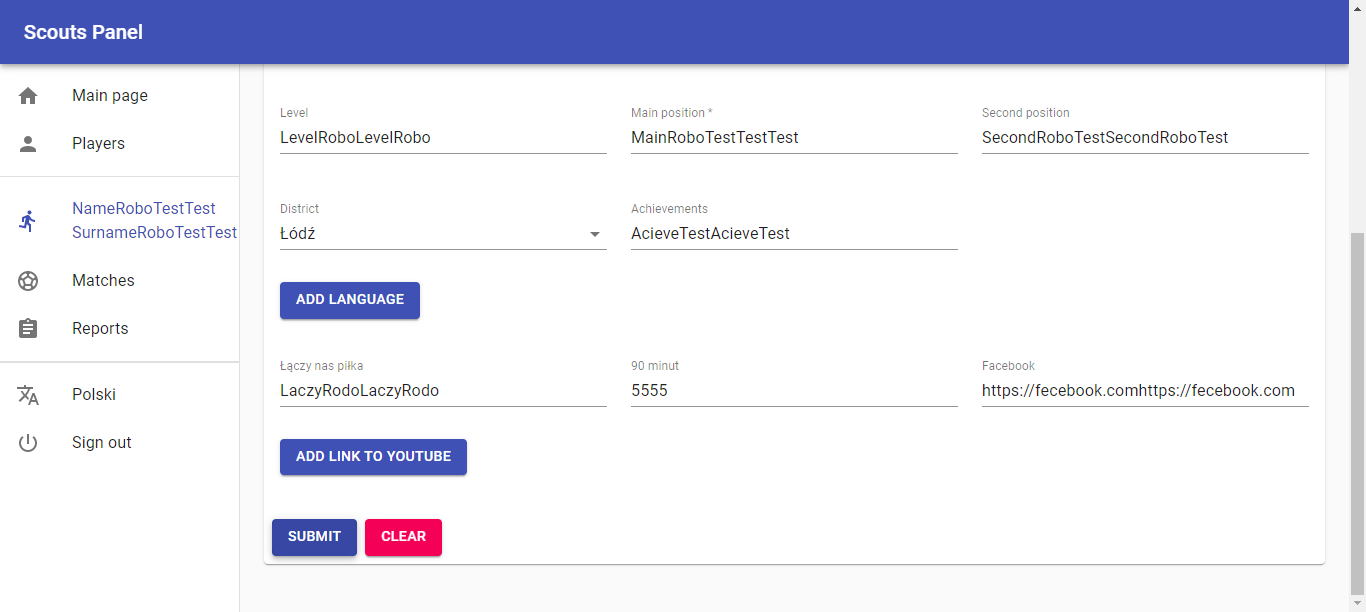 Scouts Panel
Main page
Players
NameRoboTestTest
SurnameRoboTestTest
Matches
Reports
Polski
Sign out
Level
LevelRoboLevelRobo
Main position *
MainRoboTestTestTest
Second position
SecondRoboTestSecondRoboTest
District
Łódź
Achievements
AcieveTestAcieveTest
ADD LANGUAGE
Łączy nas piłka
LaczyRodoLaczyRodo
90 minut
5555
Facebook
https://fecebook.comhttps://fecebook.com
ADD LINK TO YOUTUBE
SUBMIT
CLEAR